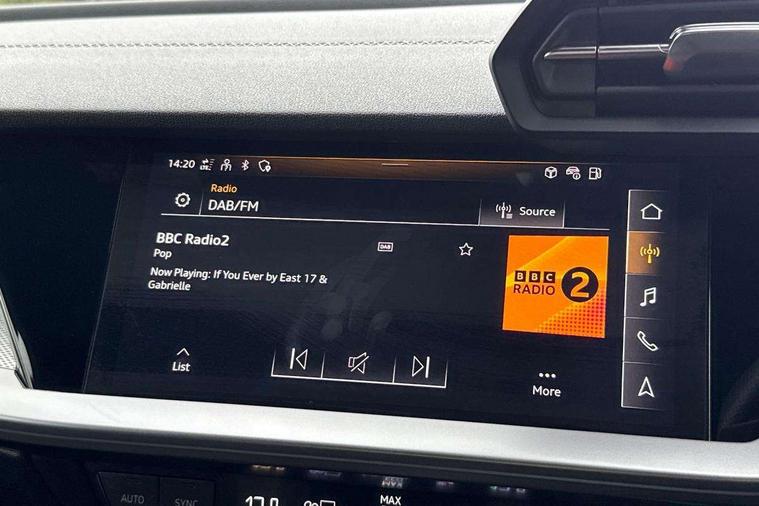 14:20
LTE
Radio
DAB/FM
Source
BBC Radio2
DAB
Pop
Now Playing: If You Ever by East 17 &
Gabrielle
BBC
RADIO 2
List
More
AUTO
SYNC
MAX